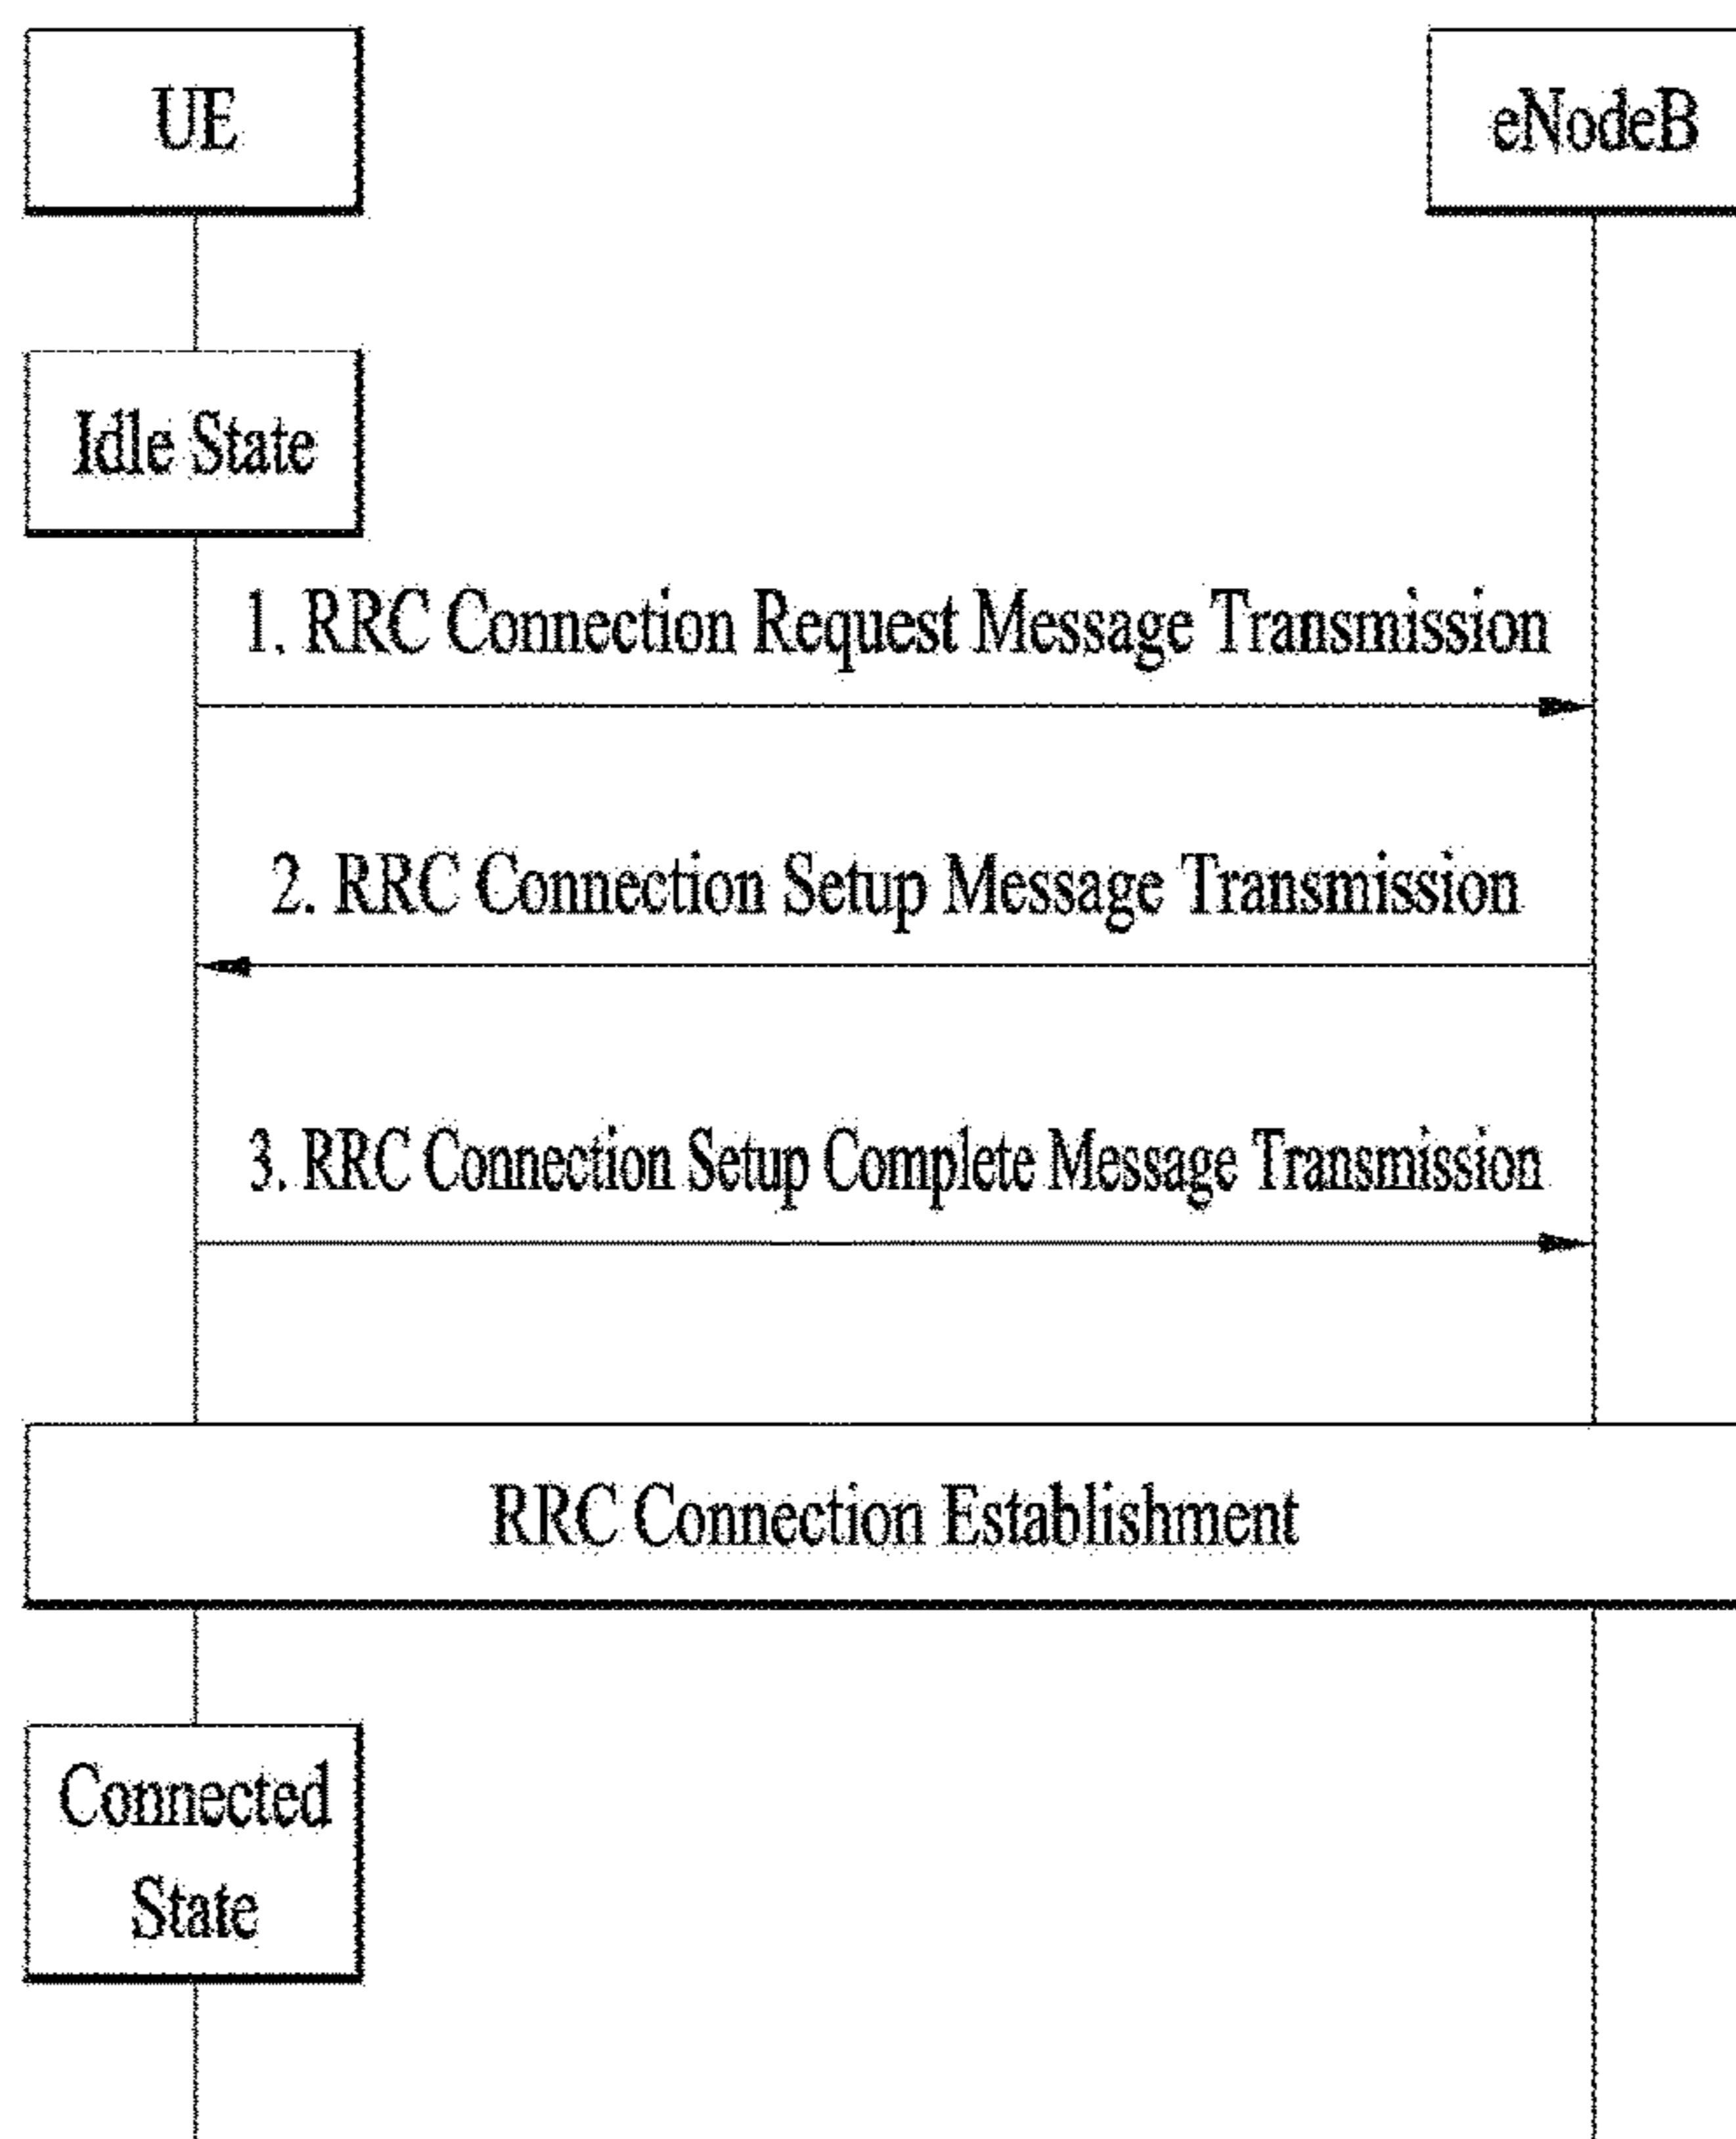 UE
eNodeB
Idle State
1. RRC Connection Request Message Transmission
2. RRC Connection Setup Message Transmission
3. RRC Connection Setup Complete Message Transmission
RRC Connection Establishment
Connected
State